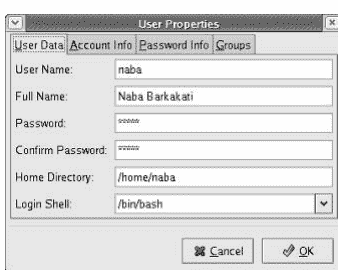 User Properties
User Data Account Info Password Info Groups
User Name: naba
Full Name: Naba Barkakati
Password: *****
Confirm Password: *****
Home Directory: /home/naba
Login Shell: /bin/bash
Cancel OK